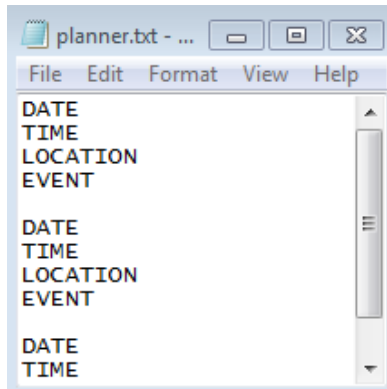 planner.txt - ...
File Edit Format View Help
DATE
TIME
LOCATION
EVENT

DATE
TIME
LOCATION
EVENT

DATE
TIME